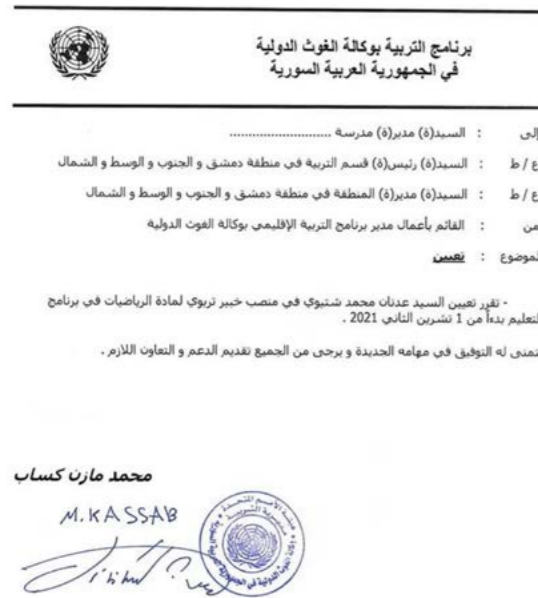 برنامج التربية بوكالة الغوث الدولية
في الجمهورية العربية السورية
إلى : السيد(ة) مدير(ة) مدرسة ..........................
ع / ط : السيد(ة) رئيس(ة) قسم التربية في منطقة دمشق و الجنوب و الوسط و الشمال
ع / ط : السيد(ة) مدير(ة) المنطقة في منطقة دمشق و الجنوب و الوسط و الشمال
من : القائم بأعمال مدير برنامج التربية الإقليمي بوكالة الغوث الدولية
الموضوع : تعيين
- تقرر تعيين السيد عدنان محمد شتيوي في منصب خبير تربوي لمادة الرياضيات في برنامج
التعليم بدءاً من 1 تشرين الثاني 2021 .
نتمنى له التوفيق في مهامه الجديدة و يرجى من الجميع تقديم الدعم و التعاون اللازم .
محمد مازن كساب
M.KASSAB